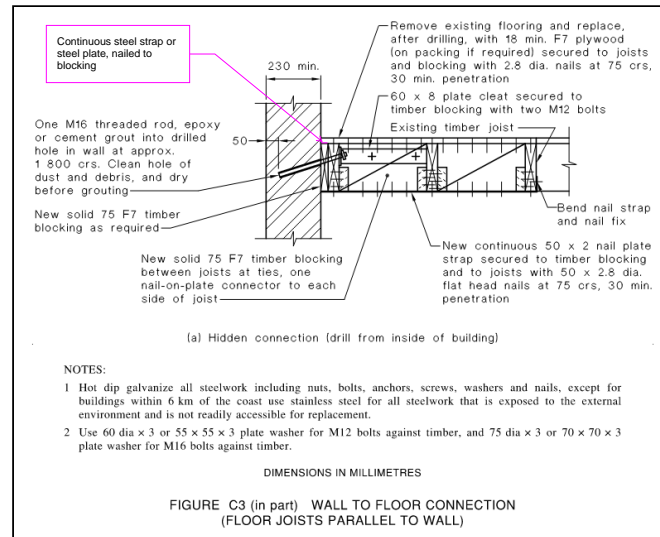 Continuous steel strap or
steel plate, nailed to
blocking
230 min.
Remove existing flooring and replace,
after drilling, with 18 min. F7 plywood
(on packing if required) secured to joists
and blocking with 2.8 dia. nails at 75 crs,
30 min. penetration
60 x 8 plate cleat secured to
timber blocking with two M12 bolts
Existing timber joist
One M16 threaded rod, epoxy
or cement grout into drilled
hole in wall at approx.
1 800 crs. Clean hole of
dust and debris, and dry
before grouting
50
New solid 75 F7 timber
blocking as required
Bend nail strap
and nail fix
New solid 75 F7 timber blocking
between joists at ties, one
nail-on-plate connector to each
side of joist
New continuous 50 x 2 nail plate
strap secured to timber blocking
and to joists with 50 x 2.8 dia.
flat head nails at 75 crs, 30 min.
penetration
(a) Hidden connection (drill from inside of building)
NOTES:
1 Hot dip galvanize all steelwork including nuts, bolts, anchors, screws, washers and nails, except for
buildings within 6 km of the coast use stainless steel for all steelwork that is exposed to the external
environment and is not readily accessible for replacement.
2 Use 60 dia × 3 or 55 × 55 × 3 plate washer for M12 bolts against timber, and 75 dia × 3 or 70 × 70 × 3
plate washer for M16 bolts against timber.
DIMENSIONS IN MILLIMETRES
FIGURE C3 (in part) WALL TO FLOOR CONNECTION
(FLOOR JOISTS PARALLEL TO WALL)